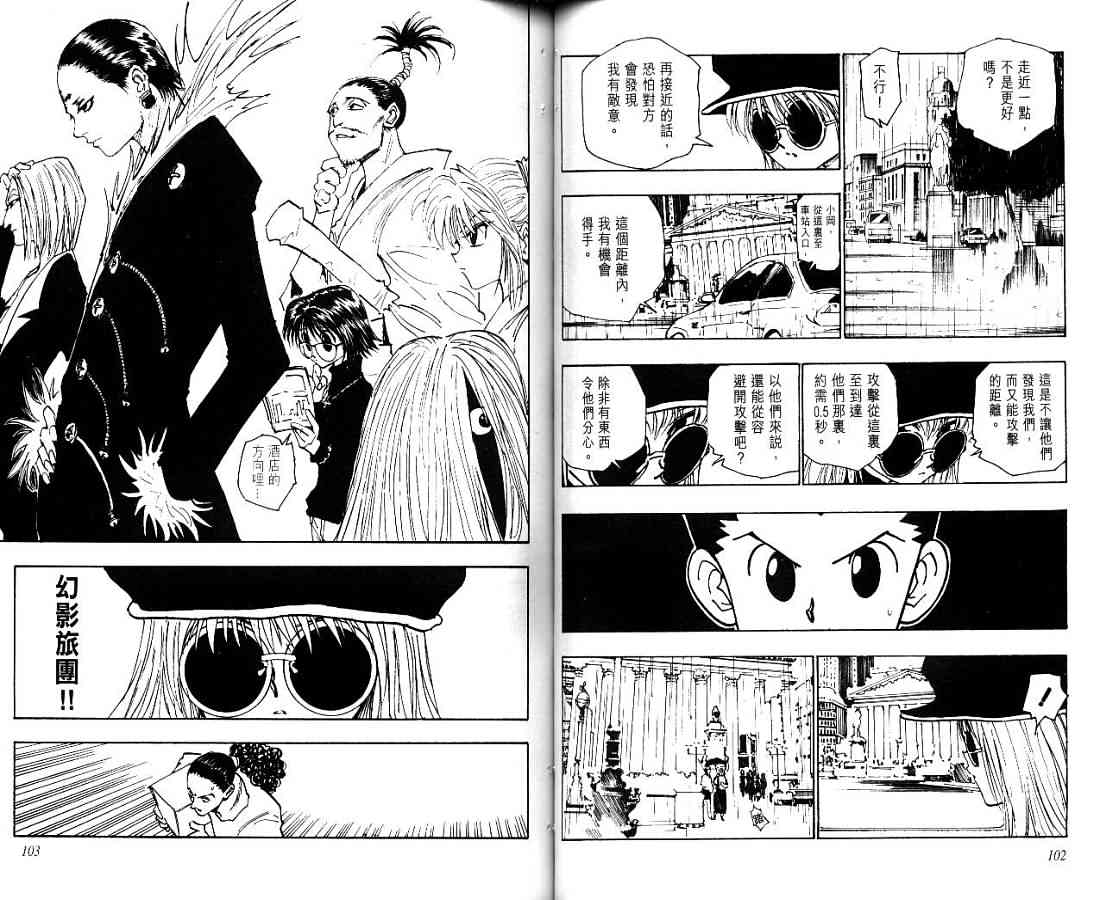 走近一點，
不是更好
嗎？
不行！
再接近的話，
恐怕對方
會發現
我有敵意。
小岡，
從這裏至
車站入口
這個距離內，
我有機會
得手。
這是不讓他們
發現我們，
而又能攻擊
的距離。
攻擊從這裏
至到達
他們那裏，
約需0.5秒。
以他們來說，
還能從容
避開攻擊吧？
除非有東西
令他們分心。
！
踏
102
酒店的
方向哩…
幻影旅團!!
103